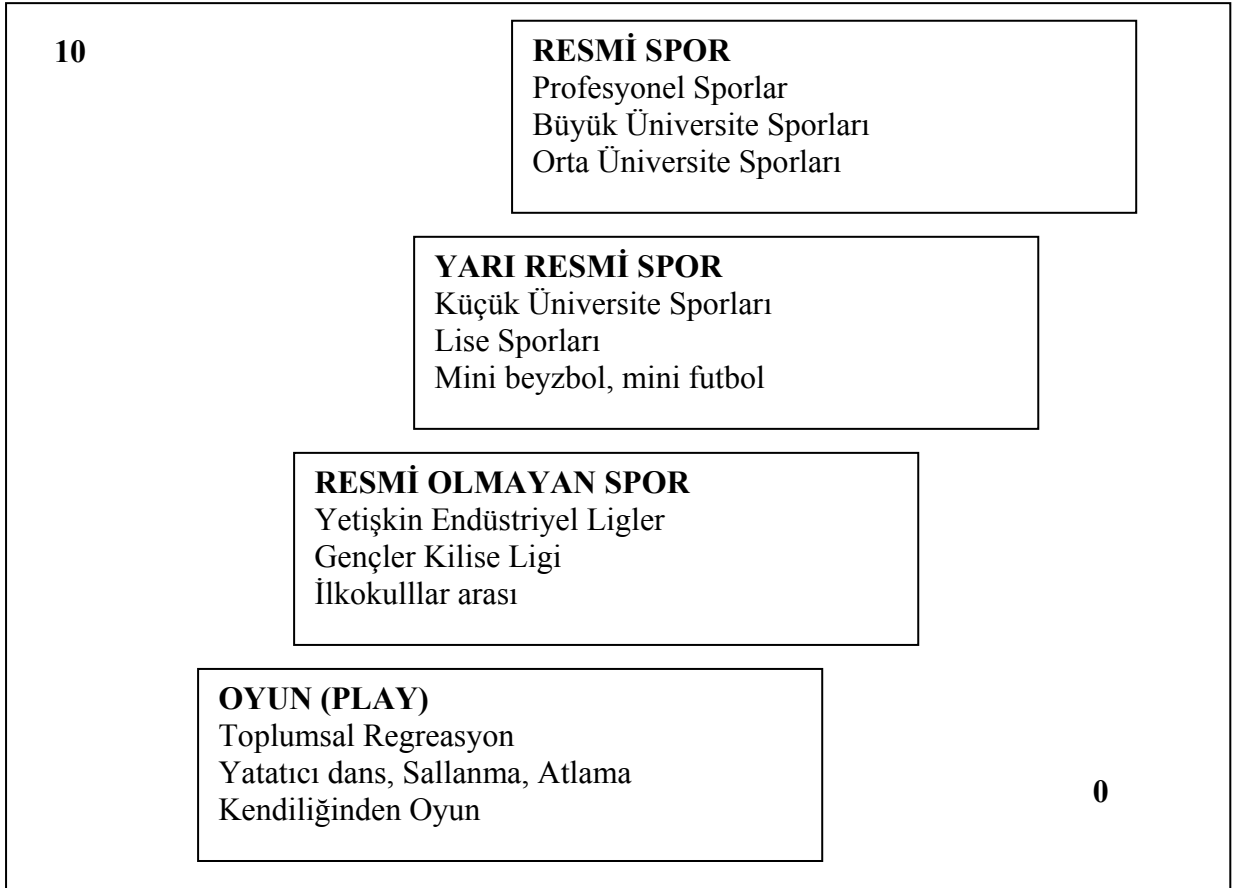 10
RESMİ SPOR
Profesyonel Sporlar
Büyük Üniversite Sporları
Orta Üniversite Sporları
YARI RESMİ SPOR
Küçük Üniversite Sporları
Lise Sporları
Mini beyzbol, mini futbol
RESMİ OLMAYAN SPOR
Yetişkin Endüstriyel Ligler
Gençler Kilise Ligi
İlkokulllar arası
OYUN (PLAY)
Toplumsal Regreasyon
Yatatıcı dans, Sallanma, Atlama
Kendiliğinden Oyun
0